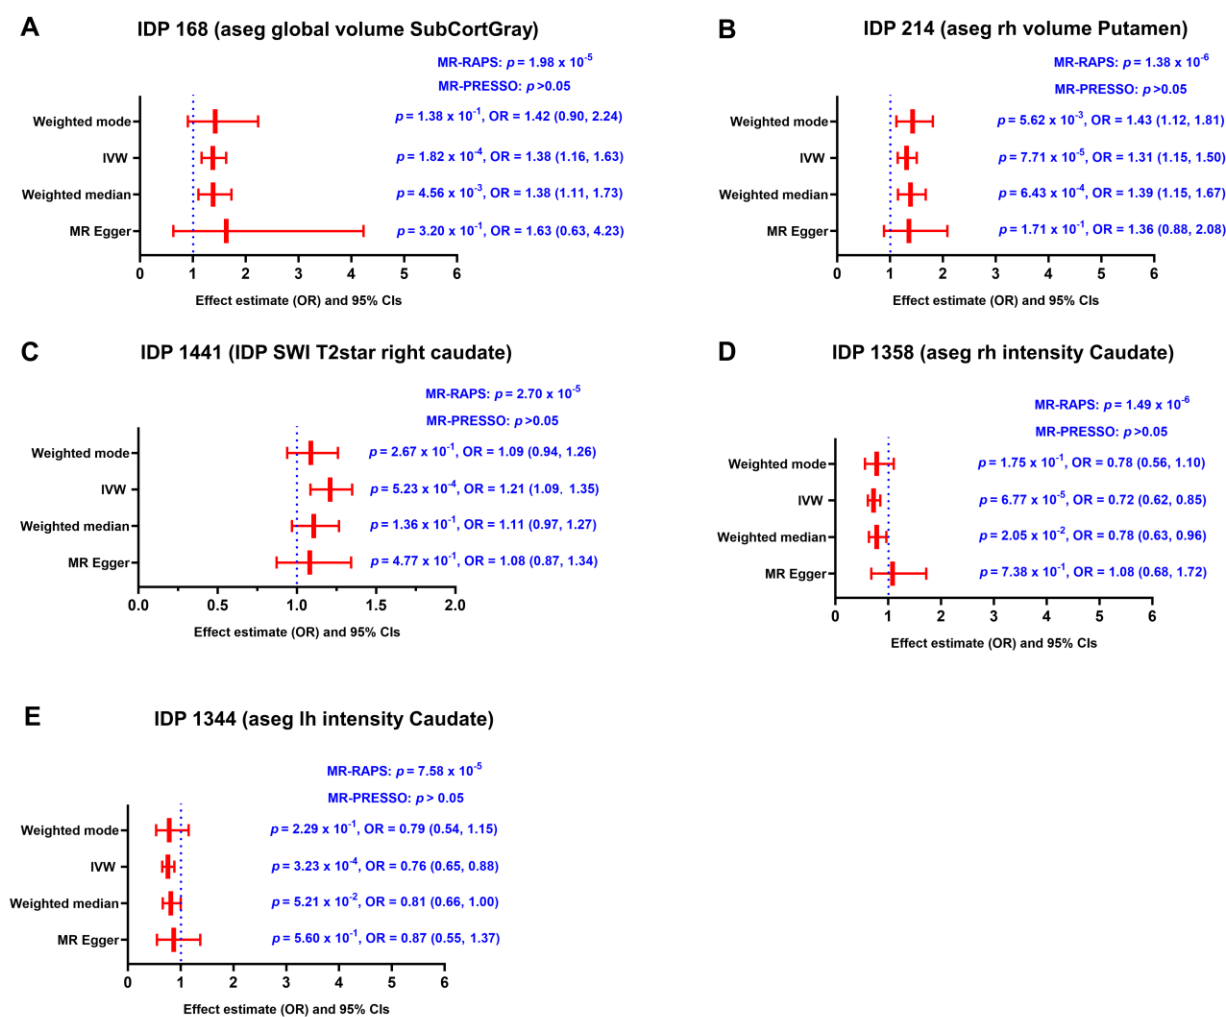 A
IDP 168 (aseg global volume SubCortGray)
MR-RAPS: p = 1.98 x 10^-5
MR-PRESSO: p >0.05
Weighted mode
p = 1.38 x 10^-1, OR = 1.42 (0.90, 2.24)
IVW
p = 1.82 x 10^-4, OR = 1.38 (1.16, 1.63)
Weighted median
p = 4.56 x 10^-3, OR = 1.38 (1.11, 1.73)
MR Egger
p = 3.20 x 10^-1, OR = 1.63 (0.63, 4.23)
0 1 2 3 4 5 6
Effect estimate (OR) and 95% CIs
B
IDP 214 (aseg rh volume Putamen)
MR-RAPS: p = 1.38 x 10^-6
MR-PRESSO: p >0.05
Weighted mode
p = 5.62 x 10^-3, OR = 1.43 (1.12, 1.81)
IVW
p = 7.71 x 10^-5, OR = 1.31 (1.15, 1.50)
Weighted median
p = 6.43 x 10^-4, OR = 1.39 (1.15, 1.67)
MR Egger
p = 1.71 x 10^-1, OR = 1.36 (0.88, 2.08)
0 1 2 3 4 5 6
Effect estimate (OR) and 95% CIs
C
IDP 1441 (IDP SWI T2star right caudate)
MR-RAPS: p = 2.70 x 10^-5
MR-PRESSO: p >0.05
Weighted mode
p = 2.67 x 10^-1, OR = 1.09 (0.94, 1.26)
IVW
p = 5.23 x 10^-4, OR = 1.21 (1.09, 1.35)
Weighted median
p = 1.36 x 10^-1, OR = 1.11 (0.97, 1.27)
MR Egger
p = 4.77 x 10^-1, OR = 1.08 (0.87, 1.34)
0.0 0.5 1.0 1.5 2.0
Effect estimate (OR) and 95% CIs
D
IDP 1358 (aseg rh intensity Caudate)
MR-RAPS: p = 1.49 x 10^-6
MR-PRESSO: p >0.05
Weighted mode
p = 1.75 x 10^-1, OR = 0.78 (0.56, 1.10)
IVW
p = 6.77 x 10^-5, OR = 0.72 (0.62, 0.85)
Weighted median
p = 2.05 x 10^-2, OR = 0.78 (0.63, 0.96)
MR Egger
p = 7.38 x 10^-1, OR = 1.08 (0.68, 1.72)
0 1 2 3 4 5 6
Effect estimate (OR) and 95% CIs
E
IDP 1344 (aseg lh intensity Caudate)
MR-RAPS: p = 7.58 x 10^-5
MR-PRESSO: p > 0.05
Weighted mode
p = 2.29 x 10^-1, OR = 0.79 (0.54, 1.15)
IVW
p = 3.23 x 10^-4, OR = 0.76 (0.65, 0.88)
Weighted median
p = 5.21 x 10^-2, OR = 0.81 (0.66, 1.00)
MR Egger
p = 5.60 x 10^-1, OR = 0.87 (0.55, 1.37)
0 1 2 3 4 5 6
Effect estimate (OR) and 95% CIs